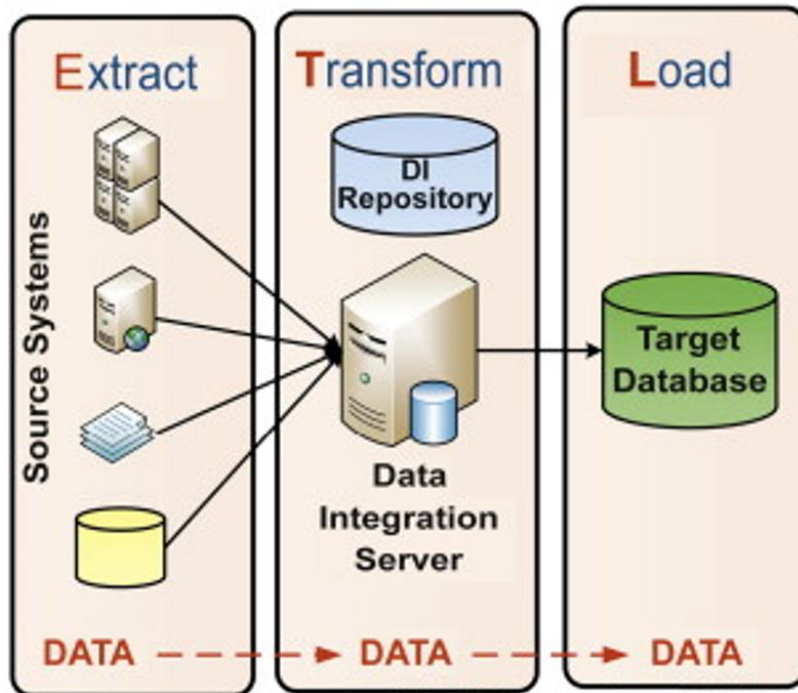 Extract
Transform
Load
Source Systems
DI
Repository
Data
Integration
Server
Target
Database
DATA
DATA
DATA